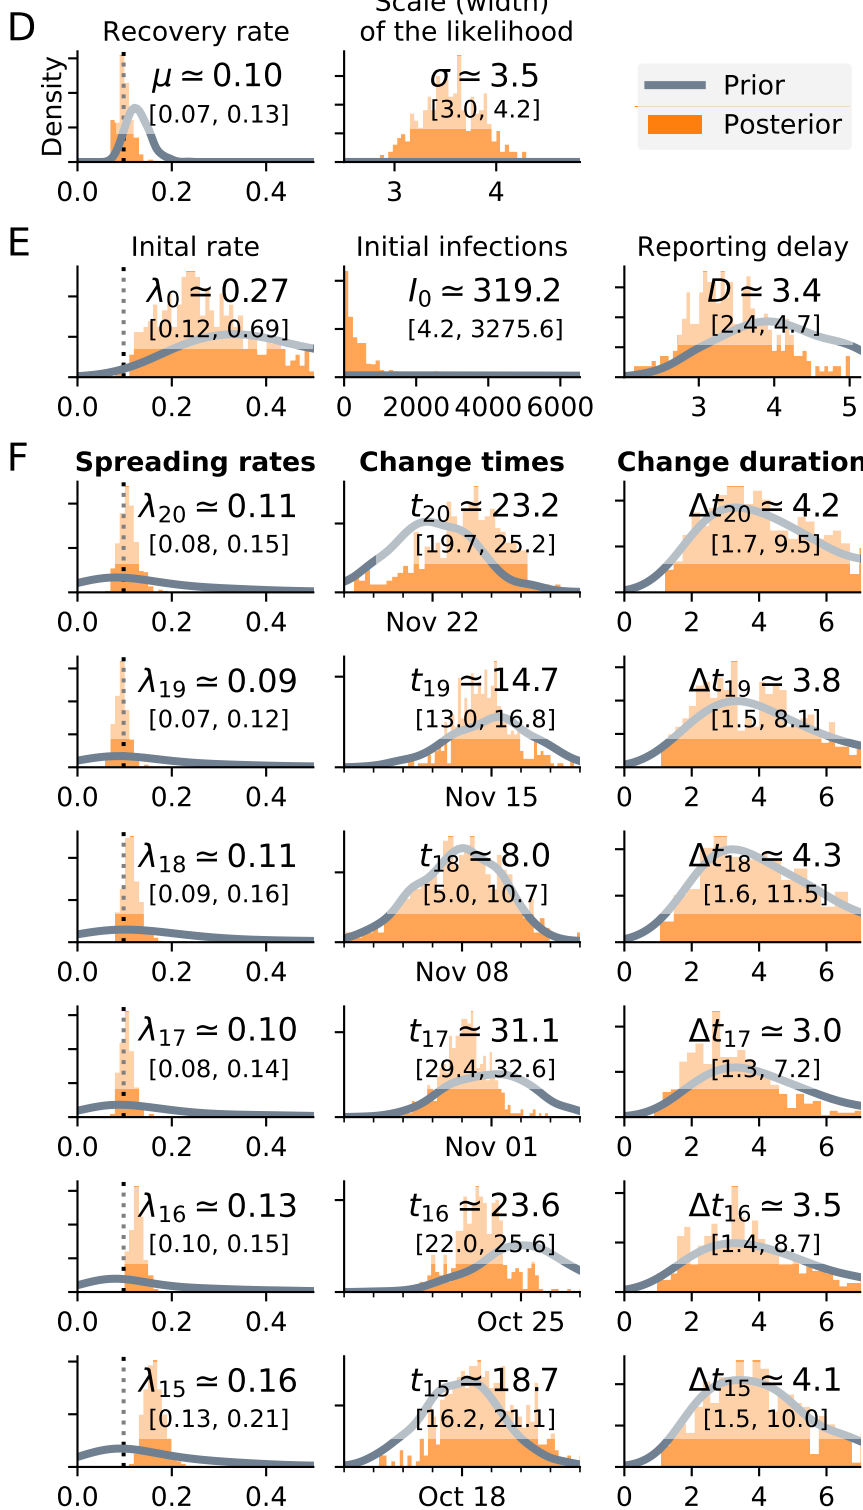 D
Scale (width)
Recovery rate
of the likelihood
Density
μ ≃ 0.10
[0.07, 0.13]
0.0 0.2 0.4
σ ≃ 3.5
[3.0, 4.2]
3 4
Prior
Posterior
E
Inital rate
λ0 ≃ 0.27
[0.12, 0.69]
0.0 0.2 0.4
Initial infections
I0 ≃ 319.2
[4.2, 3275.6]
0 2000 4000 6000
Reporting delay
D ≃ 3.4
[2.4, 4.7]
3 4 5
F
Spreading rates
Change times
Change duration
λ20 ≃ 0.11
[0.08, 0.15]
0.0 0.2 0.4
t20 ≃ 23.2
[19.7, 25.2]
Nov 22
Δt20 ≃ 4.2
[1.7, 9.5]
0 2 4 6
λ19 ≃ 0.09
[0.07, 0.12]
0.0 0.2 0.4
t19 ≃ 14.7
[13.0, 16.8]
Nov 15
Δt19 ≃ 3.8
[1.5, 8.1]
0 2 4 6
λ18 ≃ 0.11
[0.09, 0.16]
0.0 0.2 0.4
t18 ≃ 8.0
[5.0, 10.7]
Nov 08
Δt18 ≃ 4.3
[1.6, 11.5]
0 2 4 6
λ17 ≃ 0.10
[0.08, 0.14]
0.0 0.2 0.4
t17 ≃ 31.1
[29.4, 32.6]
Nov 01
Δt17 ≃ 3.0
[1.3, 7.2]
0 2 4 6
λ16 ≃ 0.13
[0.10, 0.15]
0.0 0.2 0.4
t16 ≃ 23.6
[22.0, 25.6]
Oct 25
Δt16 ≃ 3.5
[1.4, 8.7]
0 2 4 6
λ15 ≃ 0.16
[0.13, 0.21]
0.0 0.2 0.4
t15 ≃ 18.7
[16.2, 21.1]
Oct 18
Δt15 ≃ 4.1
[1.5, 10.0]
0 2 4 6